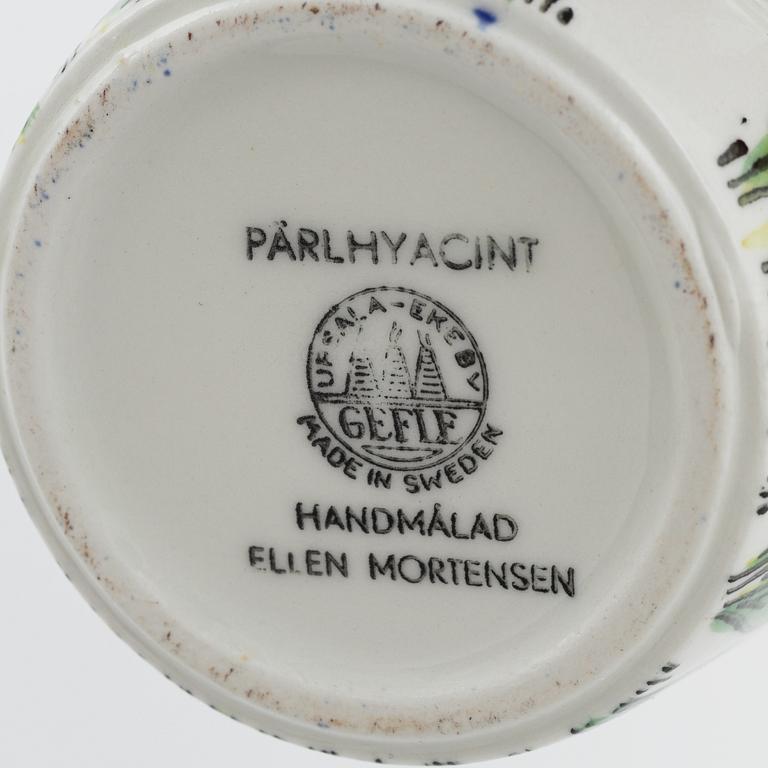 PÄRLHYACINT
UPSALA-EKEBY
GEFLE
MADE IN SWEDEN
HANDMÅLAD
ELLEN MORTENSEN